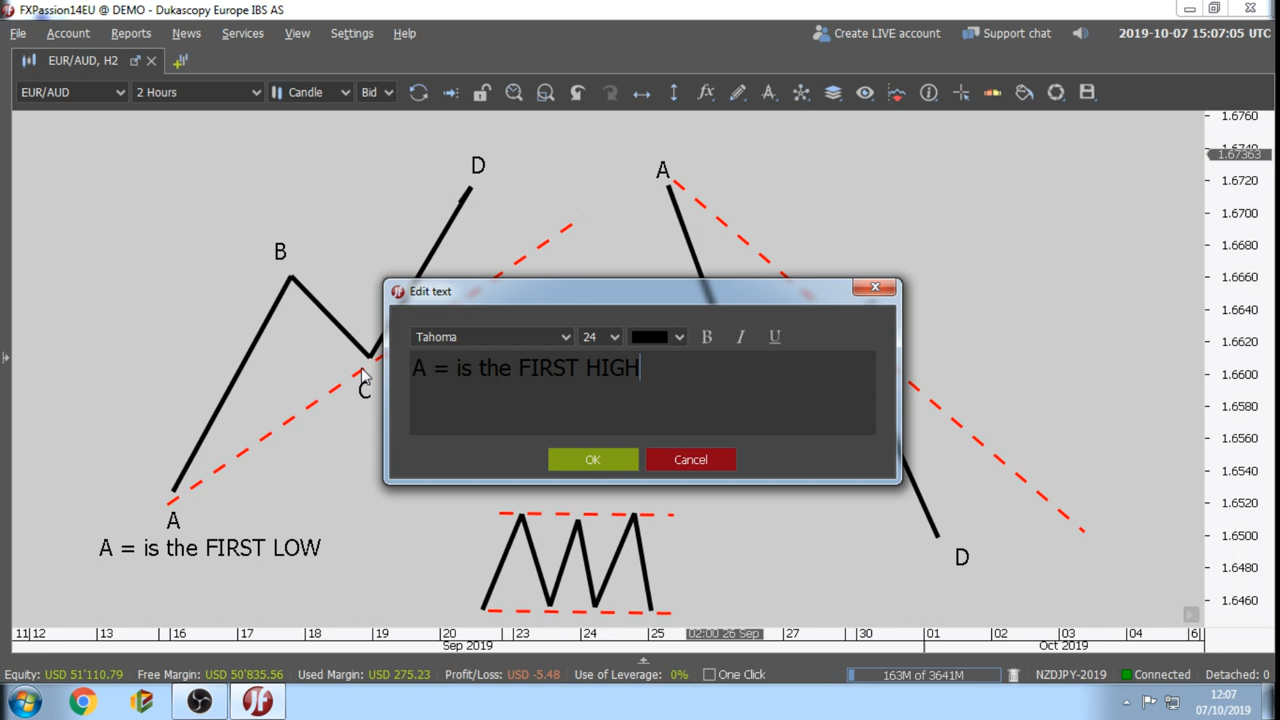 FXPassion14EU @ DEMO - Dukascopy Europe IBS AS
File Account Reports News Services View Settings Help Create LIVE account Support chat 2019-10-07 15:07:05 UTC
EUR/AUD, H2
EUR/AUD 2 Hours Candle Bid
1.6760
1.6740
1.67363
1.6720
1.6700
1.6680
1.6660
1.6640
1.6620
1.6600
1.6580
1.6560
1.6540
1.6520
1.6500
1.6480
1.6460
D
A
B
C
Edit text
Tahoma 24 B I U
A = is the FIRST HIGH
OK Cancel
A
A = is the FIRST LOW
D
11 12 13 16 17 18 19 20 23 24 25 02:00 26 Sep 27 30 01 02 03 04 6
Sep 2019 Oct 2019
Equity: USD 51'110.79 Free Margin: USD 50'835.56 Used Margin: USD 275.23 Profit/Loss: USD -5.48 Use of Leverage: 0% One Click 163M of 3641M NZDJPY-2019 Connected Detached: 0
12:07
07/10/2019